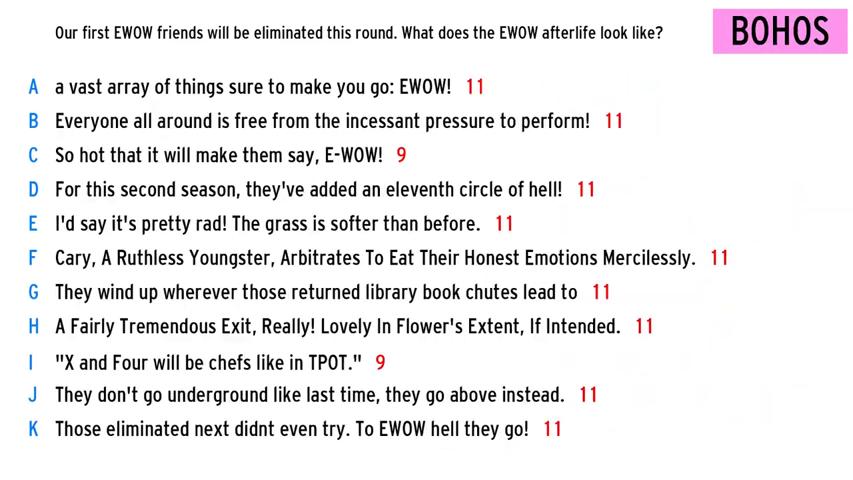 Our first EWOW friends will be eliminated this round. What does the EWOW afterlife look like?
BOHOS
A a vast array of things sure to make you go: EWOW! 11
B Everyone all around is free from the incessant pressure to perform! 11
C So hot that it will make them say, E-WOW! 9
D For this second season, they've added an eleventh circle of hell! 11
E I'd say it's pretty rad! The grass is softer than before. 11
F Cary, A Ruthless Youngster, Arbitrates To Eat Their Honest Emotions Mercilessly. 11
G They wind up wherever those returned library book chutes lead to 11
H A Fairly Tremendous Exit, Really! Lovely In Flower's Extent, If Intended. 11
I "X and Four will be chefs like in TPOT." 9
J They don't go underground like last time, they go above instead. 11
K Those eliminated next didnt even try. To EWOW hell they go! 11